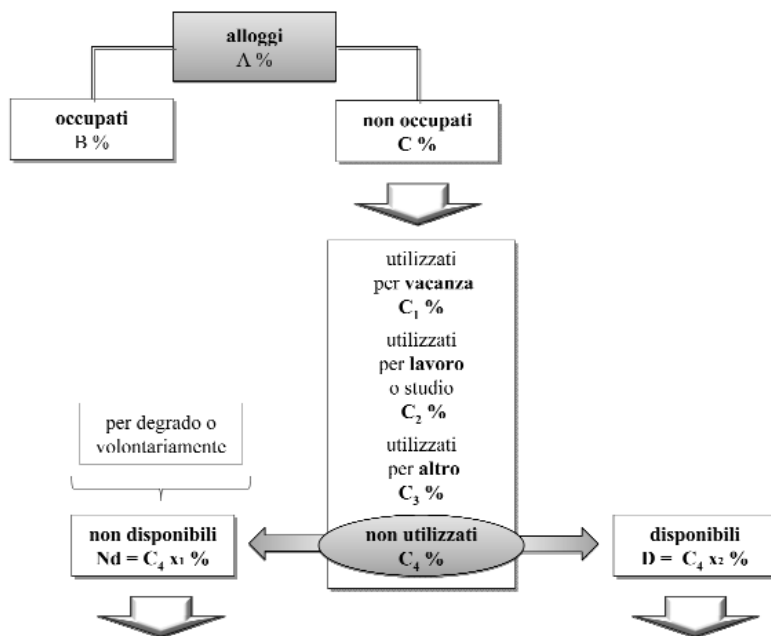 alloggi
A %
occupati
B %
non occupati
C %
utilizzati
per vacanza
C₁ %
utilizzati
per lavoro
o studio
C₂ %
utilizzati
per altro
C₃ %
per degrado o
volontariamente
non disponibili
Nd = C₄ x₁ %
non utilizzati
C₄ %
disponibili
D = C₄ x₂ %